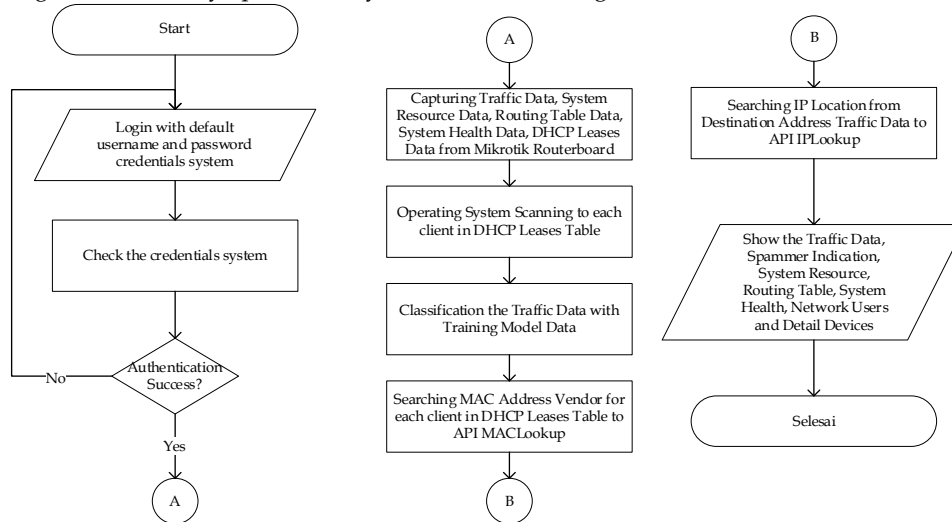 Start
Login with default
username and password
credentials system
Check the credentials system
Authentication
Success?
No
Yes
A
A
Capturing Traffic Data, System
Resource Data, Routing Table Data,
System Health Data, DHCP Leases
Data from Mikrotik Routerboard
Operating System Scanning to each
client in DHCP Leases Table
Classification the Traffic Data with
Training Model Data
Searching MAC Address Vendor for
each client in DHCP Leases Table to
API MACLookup
B
B
Searching IP Location from
Destination Address Traffic Data to
API IPLookup
Show the Traffic Data,
Spammer Indication,
System Resource,
Routing Table, System
Health, Network Users
and Detail Devices
Selesai